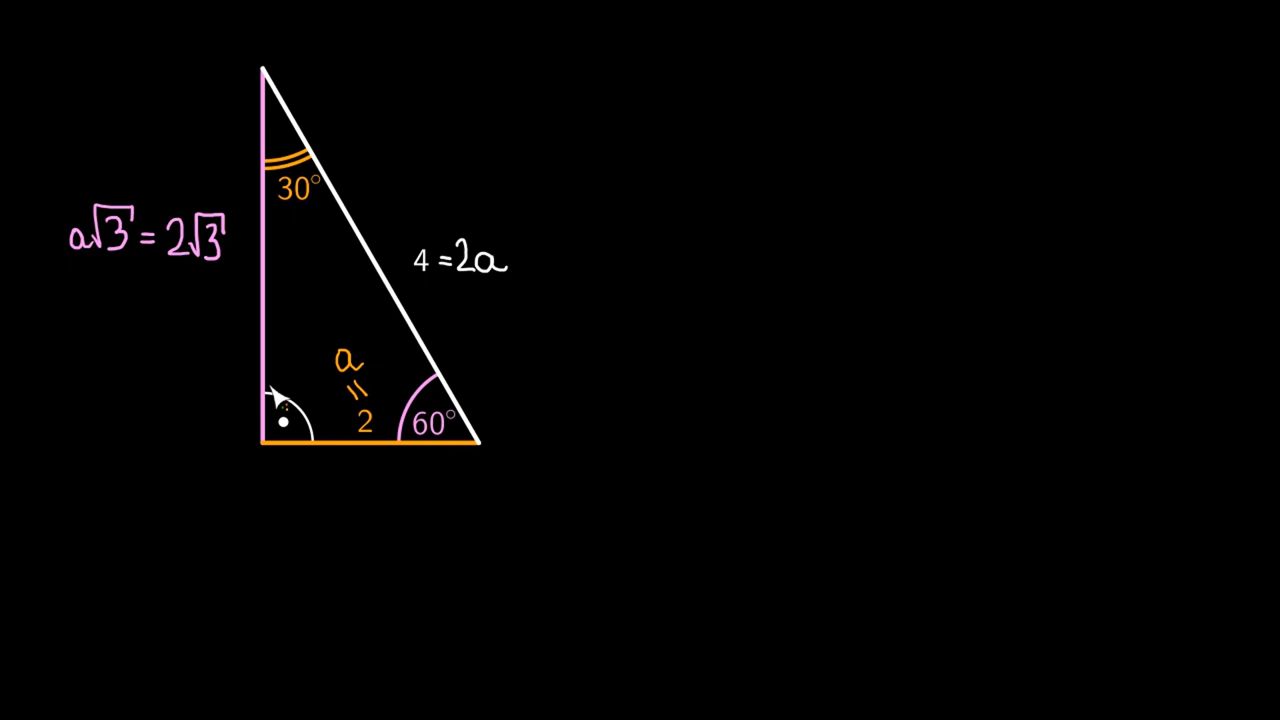 30°
a√3 = 2√3
4 = 2a
a
=
2
60°